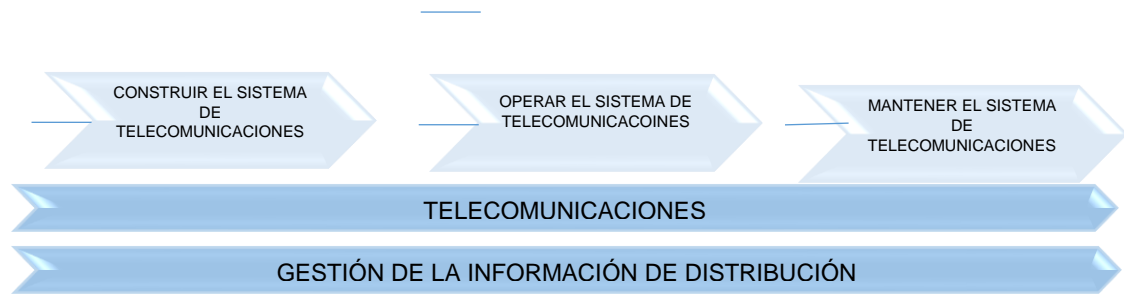 CONSTRUIR EL SISTEMA
DE
TELECOMUNICACIONES
OPERAR EL SISTEMA DE
TELECOMUNICACOINES
MANTENER EL SISTEMA
DE
TELECOMUNICACIONES
TELECOMUNICACIONES
GESTIÓN DE LA INFORMACIÓN DE DISTRIBUCIÓN